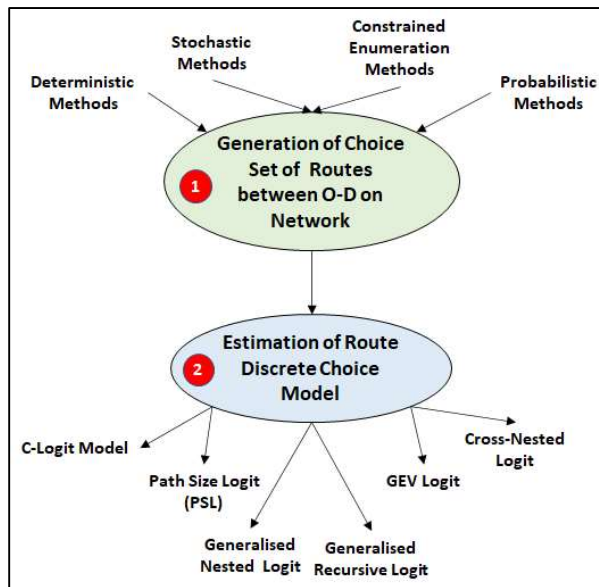 Constrained
Enumeration
Methods
Stochastic
Methods
Deterministic
Methods
Probabilistic
Methods
Generation of Choice
Set of Routes
between O-D on
Network
1
Estimation of Route
Discrete Choice
Model
2
C-Logit Model
Path Size Logit
(PSL)
Generalised
Nested Logit
Generalised
Recursive Logit
GEV Logit
Cross-Nested
Logit